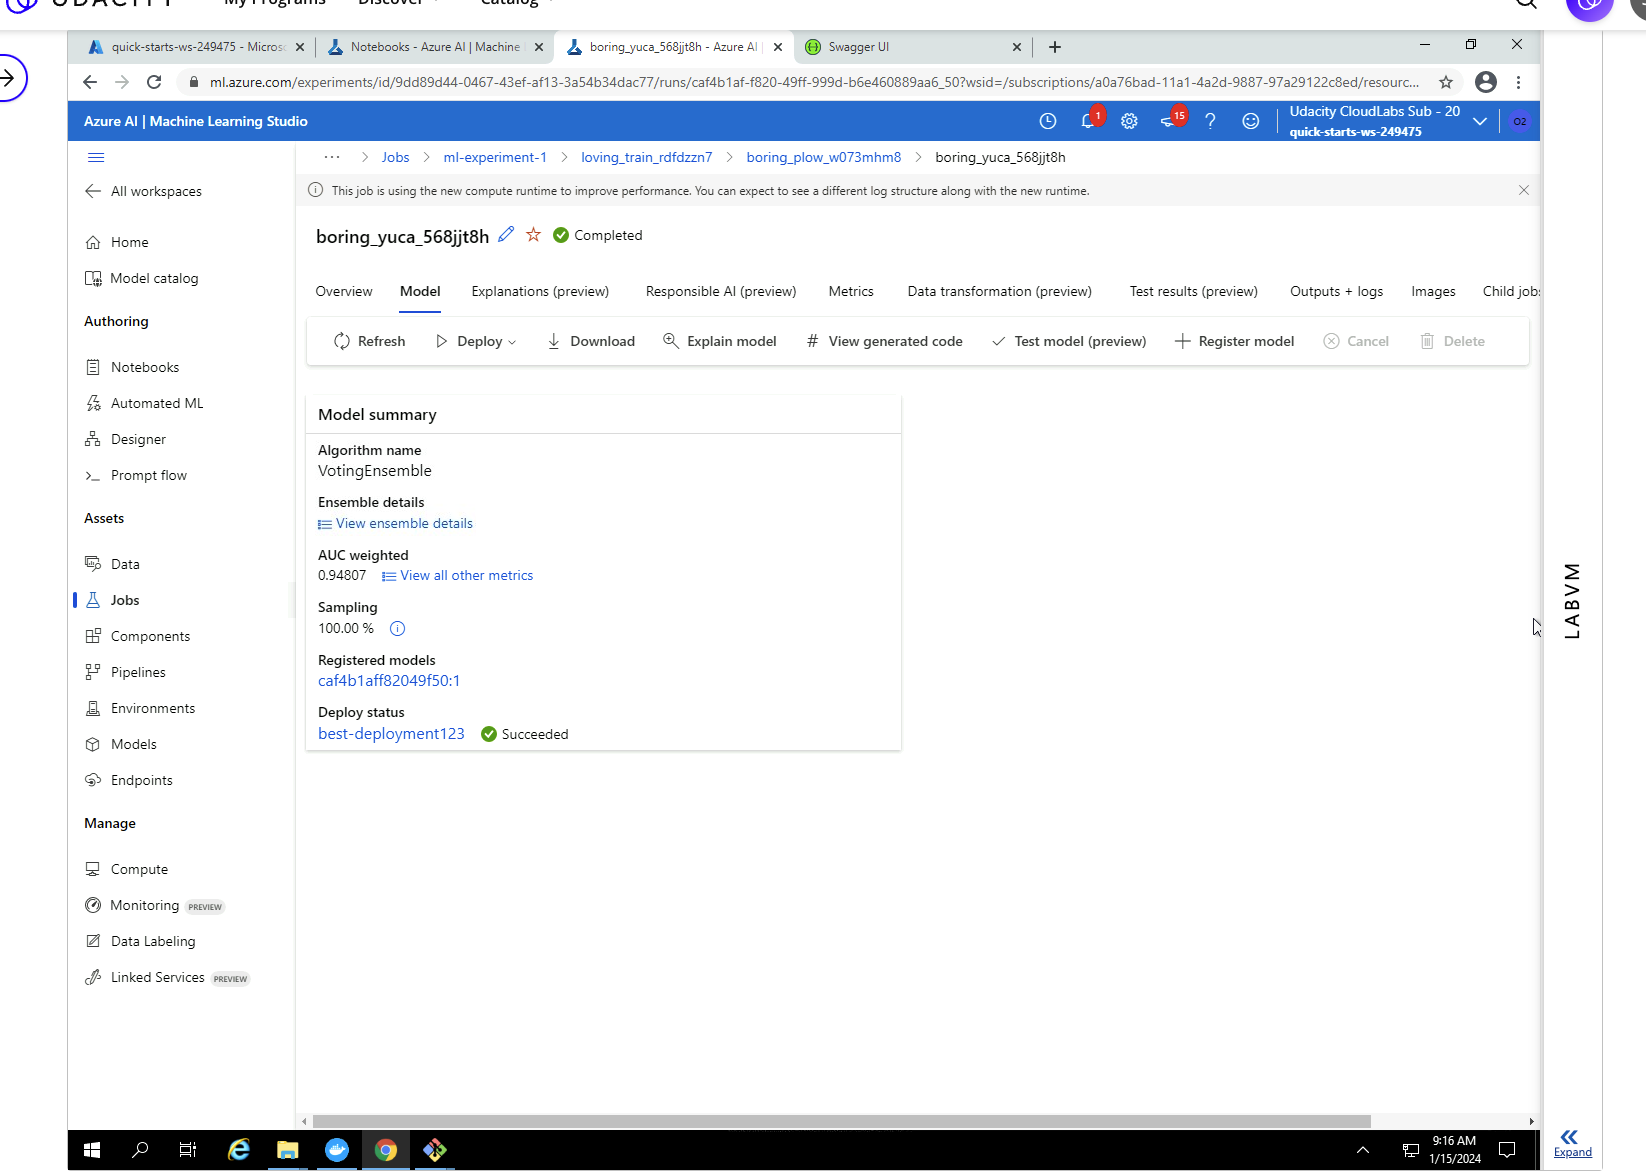 UDACITY
My Programs
Discover
Catalog
quick-starts-ws-249475 - Micros
Notebooks - Azure AI | Machine
boring_yuca_568jjt8h - Azure AI
Swagger UI
ml.azure.com/experiments/id/9dd89d44-0467-43ef-af13-3a54b34dac77/runs/caf4b1af-f820-49ff-999d-b6e460889aa6_50?wsid=/subscriptions/a0a76bad-11a1-4a2d-9887-97a29122c8ed/resourc...
Azure AI | Machine Learning Studio
1
15
Udacity CloudLabs Sub - 20
quick-starts-ws-249475
O2
... > Jobs > ml-experiment-1 > loving_train_rdfdzzn7 > boring_plow_w073mhm8 > boring_yuca_568jjt8h
This job is using the new compute runtime to improve performance. You can expect to see a different log structure along with the new runtime.
All workspaces
Home
Model catalog
Authoring
Notebooks
Automated ML
Designer
Prompt flow
Assets
Data
Jobs
Components
Pipelines
Environments
Models
Endpoints
Manage
Compute
Monitoring PREVIEW
Data Labeling
Linked Services PREVIEW
boring_yuca_568jjt8h
Completed
Overview
Model
Explanations (preview)
Responsible AI (preview)
Metrics
Data transformation (preview)
Test results (preview)
Outputs + logs
Images
Child jobs
Refresh
Deploy
Download
Explain model
# View generated code
Test model (preview)
Register model
Cancel
Delete
Model summary
Algorithm name
VotingEnsemble
Ensemble details
View ensemble details
AUC weighted
0.94807
View all other metrics
Sampling
100.00 %
Registered models
caf4b1aff82049f50:1
Deploy status
best-deployment123
Succeeded
LABVM
Expand
9:16 AM
1/15/2024